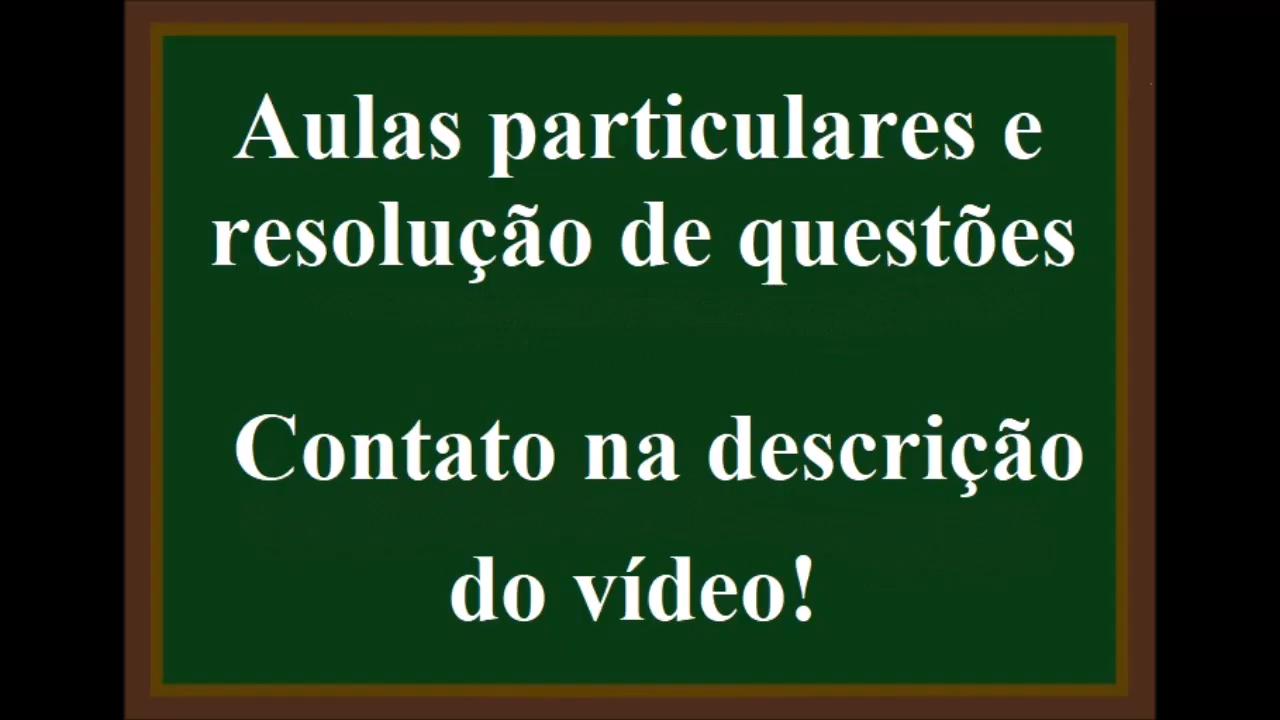 Aulas particulares e
resolução de questões
Contato na descrição
do vídeo!